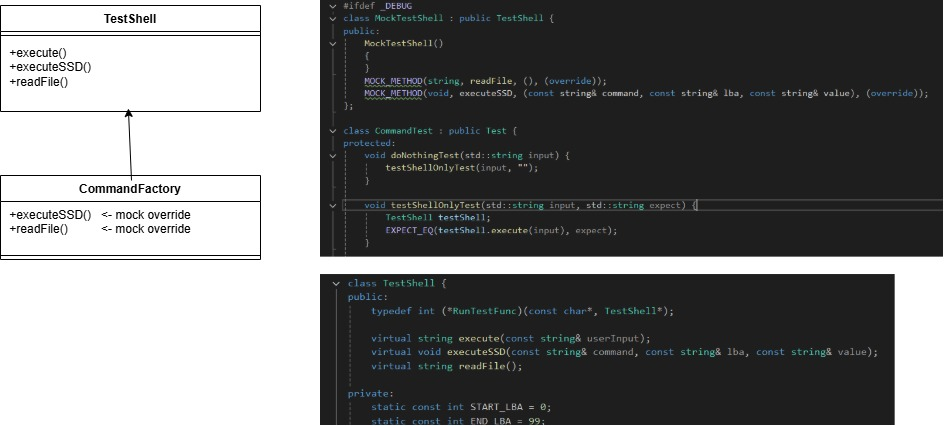 TestShell
+execute()
+executeSSD()
+readFile()
CommandFactory
+executeSSD() <- mock override
+readFile() <- mock override
#ifdef _DEBUG
class MockTestShell : public TestShell {
public:
MockTestShell()
{
}
MOCK_METHOD(string, readFile, (), (override));
MOCK_METHOD(void, executeSSD, (const string& command, const string& lba, const string& value), (override));
};
class CommandTest : public Test {
protected:
void doNothingTest(std::string input) {
testShellOnlyTest(input, "");
}
void testShellOnlyTest(std::string input, std::string expect) {
TestShell testShell;
EXPECT_EQ(testShell.execute(input), expect);
}
class TestShell {
public:
typedef int (*RunTestFunc)(const char*, TestShell*);
virtual string execute(const string& userInput);
virtual void executeSSD(const string& command, const string& lba, const string& value);
virtual string readFile();
private:
static const int START_LBA = 0;
static const int END_LBA = 99;